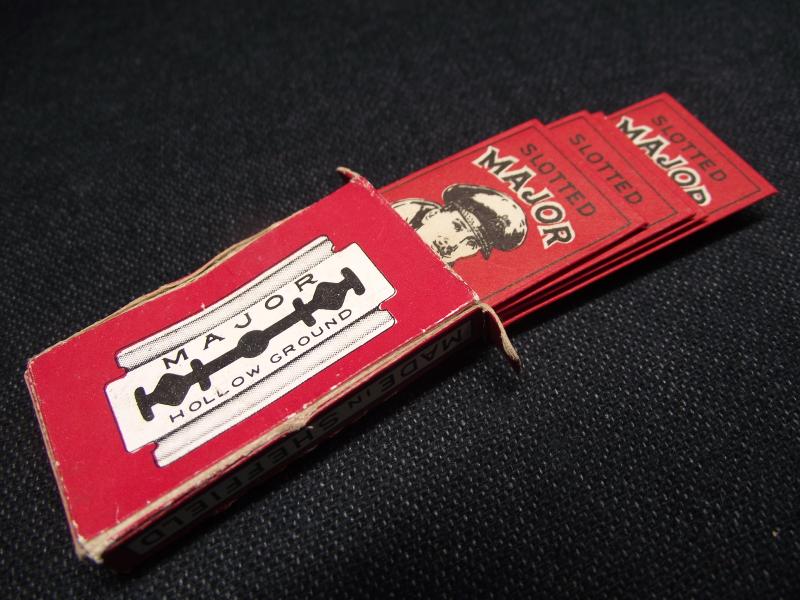 SLOTTED
MAJOR
SLOTTED
SLOTTED
MAJOR
MAJOR
HOLLOW GROUND
MADE IN SHEFFIELD